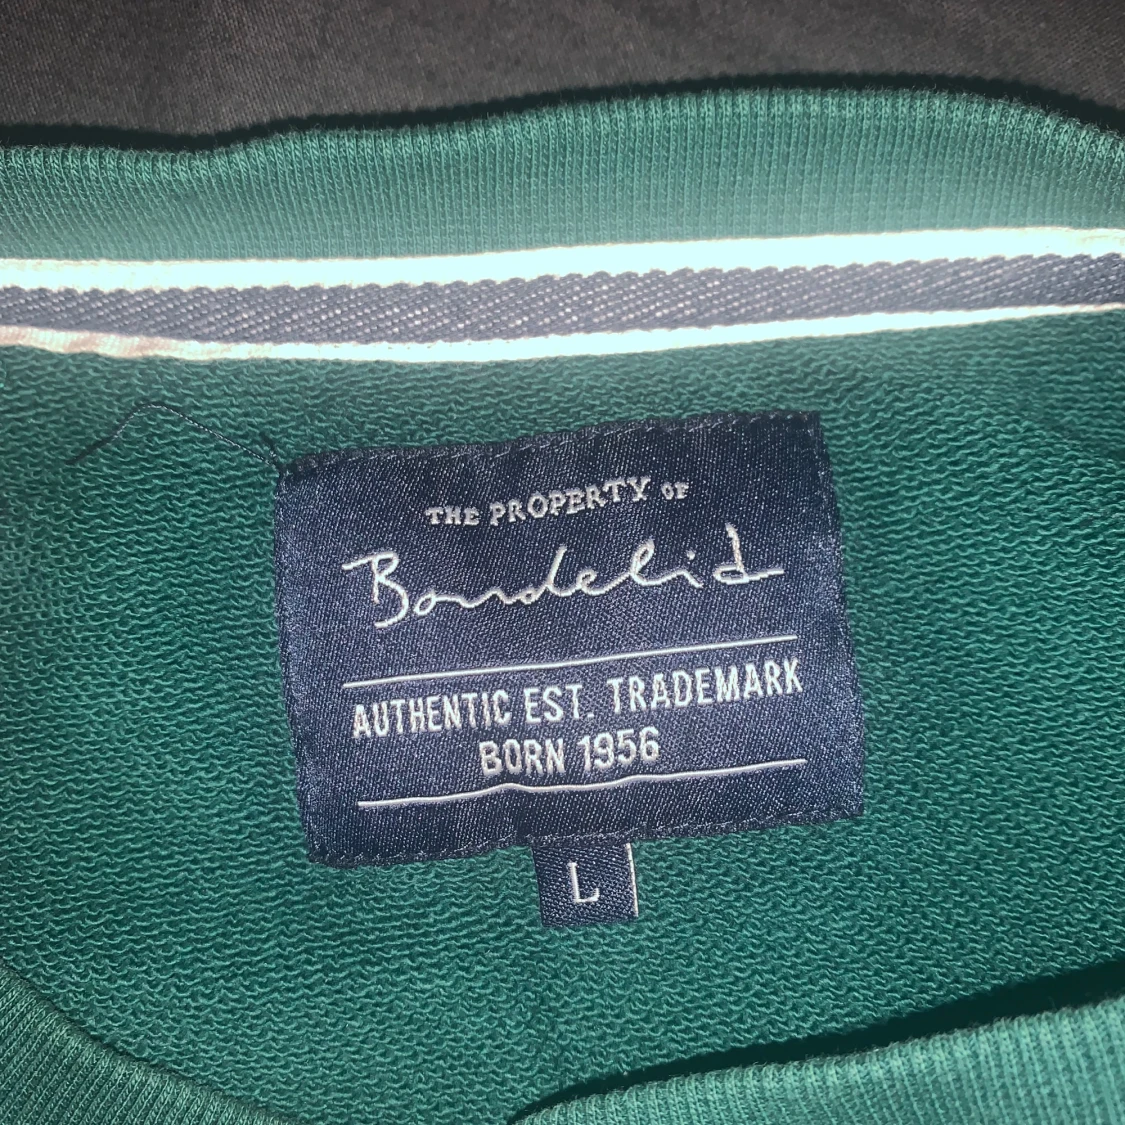 THE PROPERTY OF
Bondelid
AUTHENTIC EST. TRADEMARK
BORN 1956
L